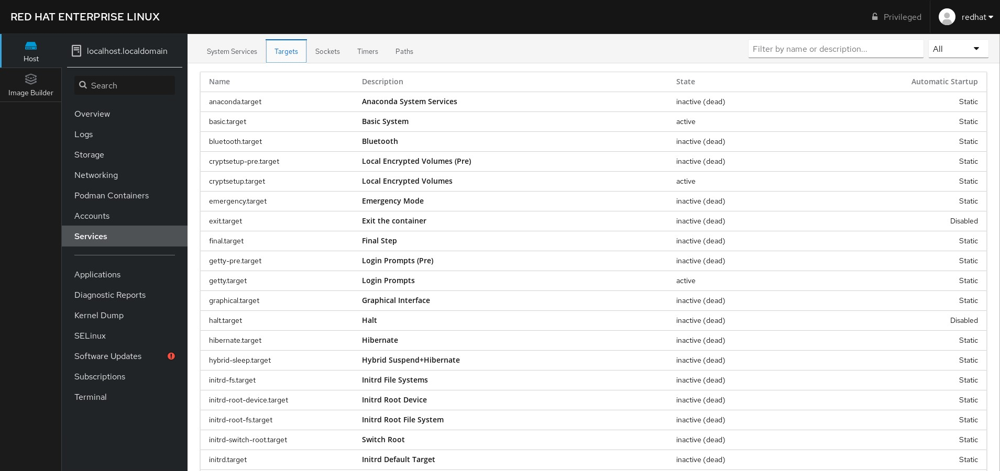 RED HAT ENTERPRISE LINUX
Privileged
redhat
Host
Image Builder
localhost.localdomain
Search
Overview
Logs
Storage
Networking
Podman Containers
Accounts
Services
Applications
Diagnostic Reports
Kernel Dump
SELinux
Software Updates
Subscriptions
Terminal
System Services Targets Sockets Timers Paths
Filter by name or description... All
Name Description State Automatic Startup
anaconda.target Anaconda System Services inactive (dead) Static
basic.target Basic System active Static
bluetooth.target Bluetooth inactive (dead) Static
cryptsetup-pre.target Local Encrypted Volumes (Pre) inactive (dead) Static
cryptsetup.target Local Encrypted Volumes active Static
emergency.target Emergency Mode inactive (dead) Static
exit.target Exit the container inactive (dead) Disabled
final.target Final Step inactive (dead) Static
getty-pre.target Login Prompts (Pre) inactive (dead) Static
getty.target Login Prompts active Static
graphical.target Graphical Interface inactive (dead) Static
halt.target Halt inactive (dead) Disabled
hibernate.target Hibernate inactive (dead) Static
hybrid-sleep.target Hybrid Suspend+Hibernate inactive (dead) Static
initrd-fs.target Initrd File Systems inactive (dead) Static
initrd-root-device.target Initrd Root Device inactive (dead) Static
initrd-root-fs.target Initrd Root File System inactive (dead) Static
initrd-switch-root.target Switch Root inactive (dead) Static
initrd.target Initrd Default Target inactive (dead) Static